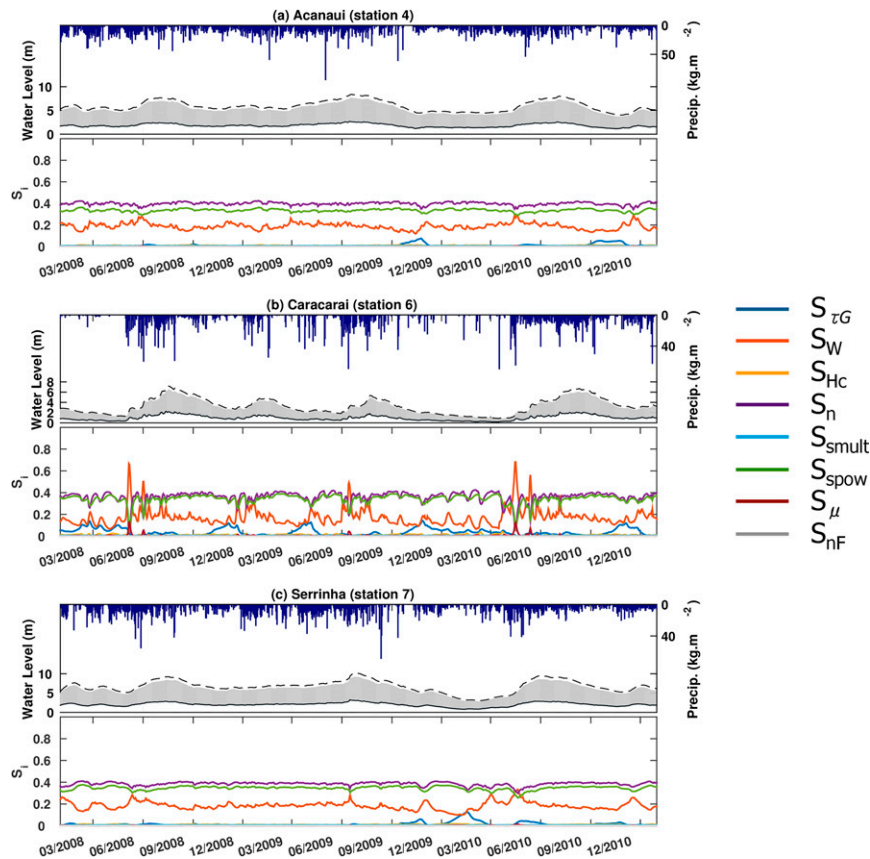 (a) Acanaui (station 4)
Water Level (m)
10
5
0
0
50
Precip. (kg.m -2)
S i
0.8
0.6
0.4
0.2
0
03/2008 06/2008 09/2008 12/2008 03/2009 06/2009 09/2009 12/2009 03/2010 06/2010 09/2010 12/2010
(b) Caracarai (station 6)
Water Level (m)
8
6
4
2
0
0
40
Precip. (kg.m -2)
S i
0.8
0.6
0.4
0.2
0
03/2008 06/2008 09/2008 12/2008 03/2009 06/2009 09/2009 12/2009 03/2010 06/2010 09/2010 12/2010
(c) Serrinha (station 7)
Water Level (m)
10
5
0
0
40
Precip. (kg.m -2)
S i
0.8
0.6
0.4
0.2
0
03/2008 06/2008 09/2008 12/2008 03/2009 06/2009 09/2009 12/2009 03/2010 06/2010 09/2010 12/2010
S τG
S W
S Hc
S n
S smult
S spow
S μ
S nF